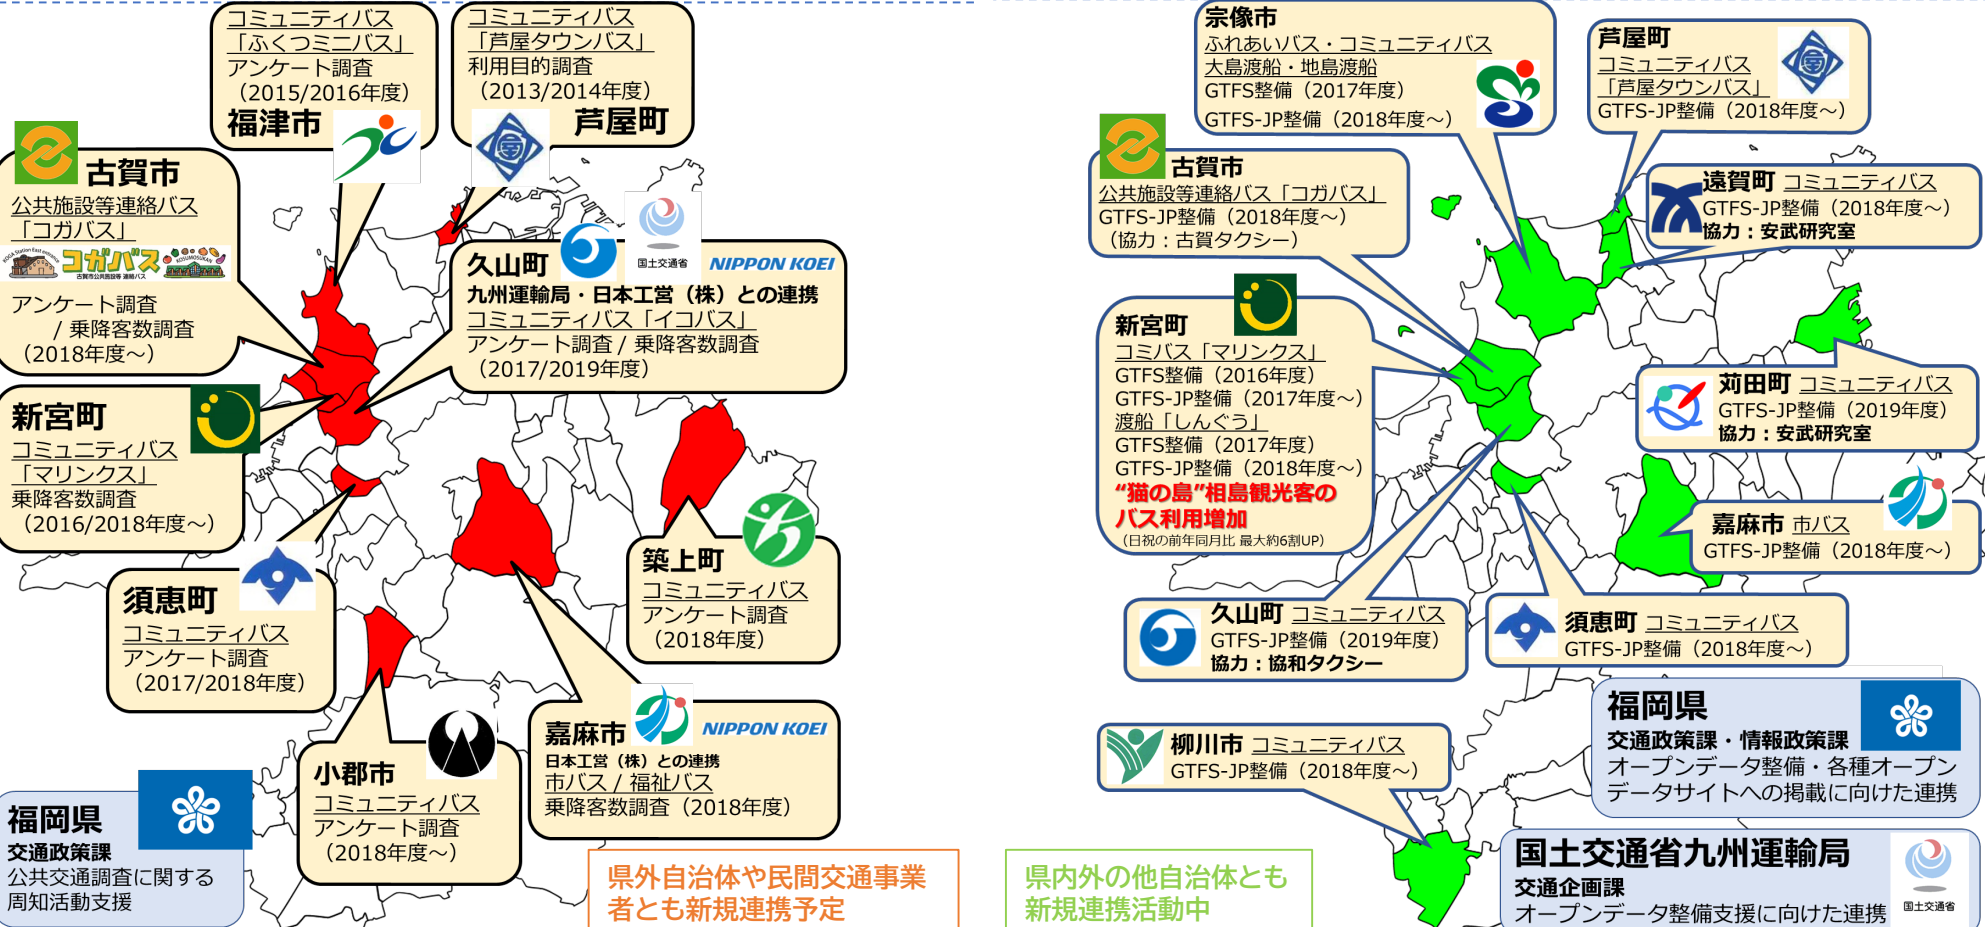 コミュニティバス
「ふくつミニバス」
アンケート調査
（2015/2016年度）
福津市
コミュニティバス
「芦屋タウンバス」
利用目的調査
（2013/2014年度）
芦屋町
古賀市
公共施設等連絡バス
「コガバス」
コガバス
古賀市公共施設等 連絡バス
アンケート調査
/ 乗降客数調査
（2018年度～）
国土交通省
久山町
NIPPON KOEI
九州運輸局・日本工営（株）との連携
コミュニティバス「イコバス」
アンケート調査 / 乗降客数調査
（2017/2019年度）
新宮町
コミュニティバス
「マリンクス」
乗降客数調査
（2016/2018年度～）
須恵町
コミュニティバス
アンケート調査
（2017/2018年度）
築上町
コミュニティバス
アンケート調査
（2018年度）
小郡市
コミュニティバス
アンケート調査
（2018年度～）
嘉麻市
NIPPON KOEI
日本工営（株）との連携
市バス / 福祉バス
乗降客数調査（2018年度）
福岡県
交通政策課
公共交通調査に関する
周知活動支援
県外自治体や民間交通事業
者とも新規連携予定
宗像市
ふれあいバス・コミュニティバス
大島渡船・地島渡船
GTFS整備（2017年度）
GTFS-JP整備（2018年度～）
芦屋町
コミュニティバス
「芦屋タウンバス」
GTFS-JP整備（2018年度～）
古賀市
公共施設等連絡バス「コガバス」
GTFS-JP整備（2018年度～）
（協力：古賀タクシー）
遠賀町 コミュニティバス
GTFS-JP整備（2018年度～）
協力：安武研究室
新宮町
コミバス「マリンクス」
GTFS整備（2016年度）
GTFS-JP整備（2017年度～）
渡船「しんぐう」
GTFS整備（2017年度）
GTFS-JP整備（2018年度～）
“猫の島”相島観光客の
バス利用増加
（日祝の前年同月比 最大約6割UP）
苅田町 コミュニティバス
GTFS-JP整備（2019年度）
協力：安武研究室
嘉麻市 市バス
GTFS-JP整備（2018年度～）
久山町 コミュニティバス
GTFS-JP整備（2019年度）
協力：協和タクシー
須恵町 コミュニティバス
GTFS-JP整備（2018年度～）
柳川市 コミュニティバス
GTFS-JP整備（2018年度～）
福岡県
交通政策課・情報政策課
オープンデータ整備・各種オープン
データサイトへの掲載に向けた連携
国土交通省九州運輸局
交通企画課
オープンデータ整備支援に向けた連携
国土交通省
県内外の他自治体とも
新規連携活動中